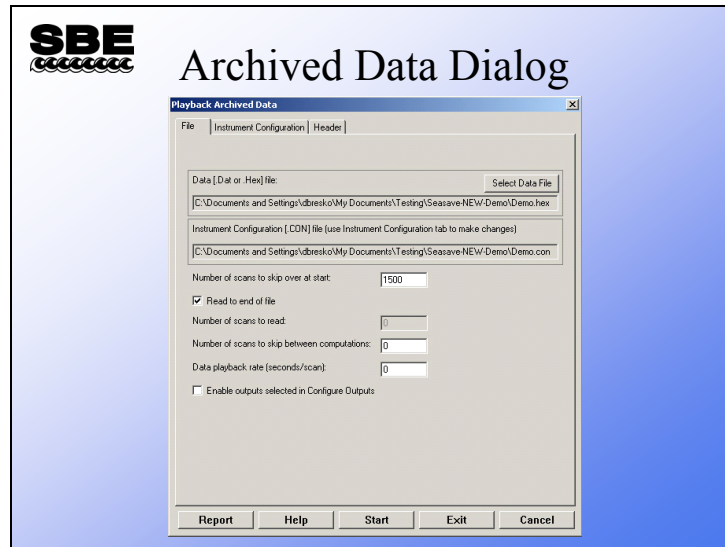 SBE
Archived Data Dialog
Playback Archived Data
File
Instrument Configuration
Header
Data [.Dat or .Hex] file:
Select Data File
C:\Documents and Settings\dbresko\My Documents\Testing\Seasave-NEW-Demo\Demo.hex
Instrument Configuration [.CON] file (use Instrument Configuration tab to make changes)
C:\Documents and Settings\dbresko\My Documents\Testing\Seasave-NEW-Demo\Demo.con
Number of scans to skip over at start: 1500
Read to end of file
Number of scans to read: 0
Number of scans to skip between computations: 0
Data playback rate (seconds/scan): 0
Enable outputs selected in Configure Outputs
Report Help Start Exit Cancel